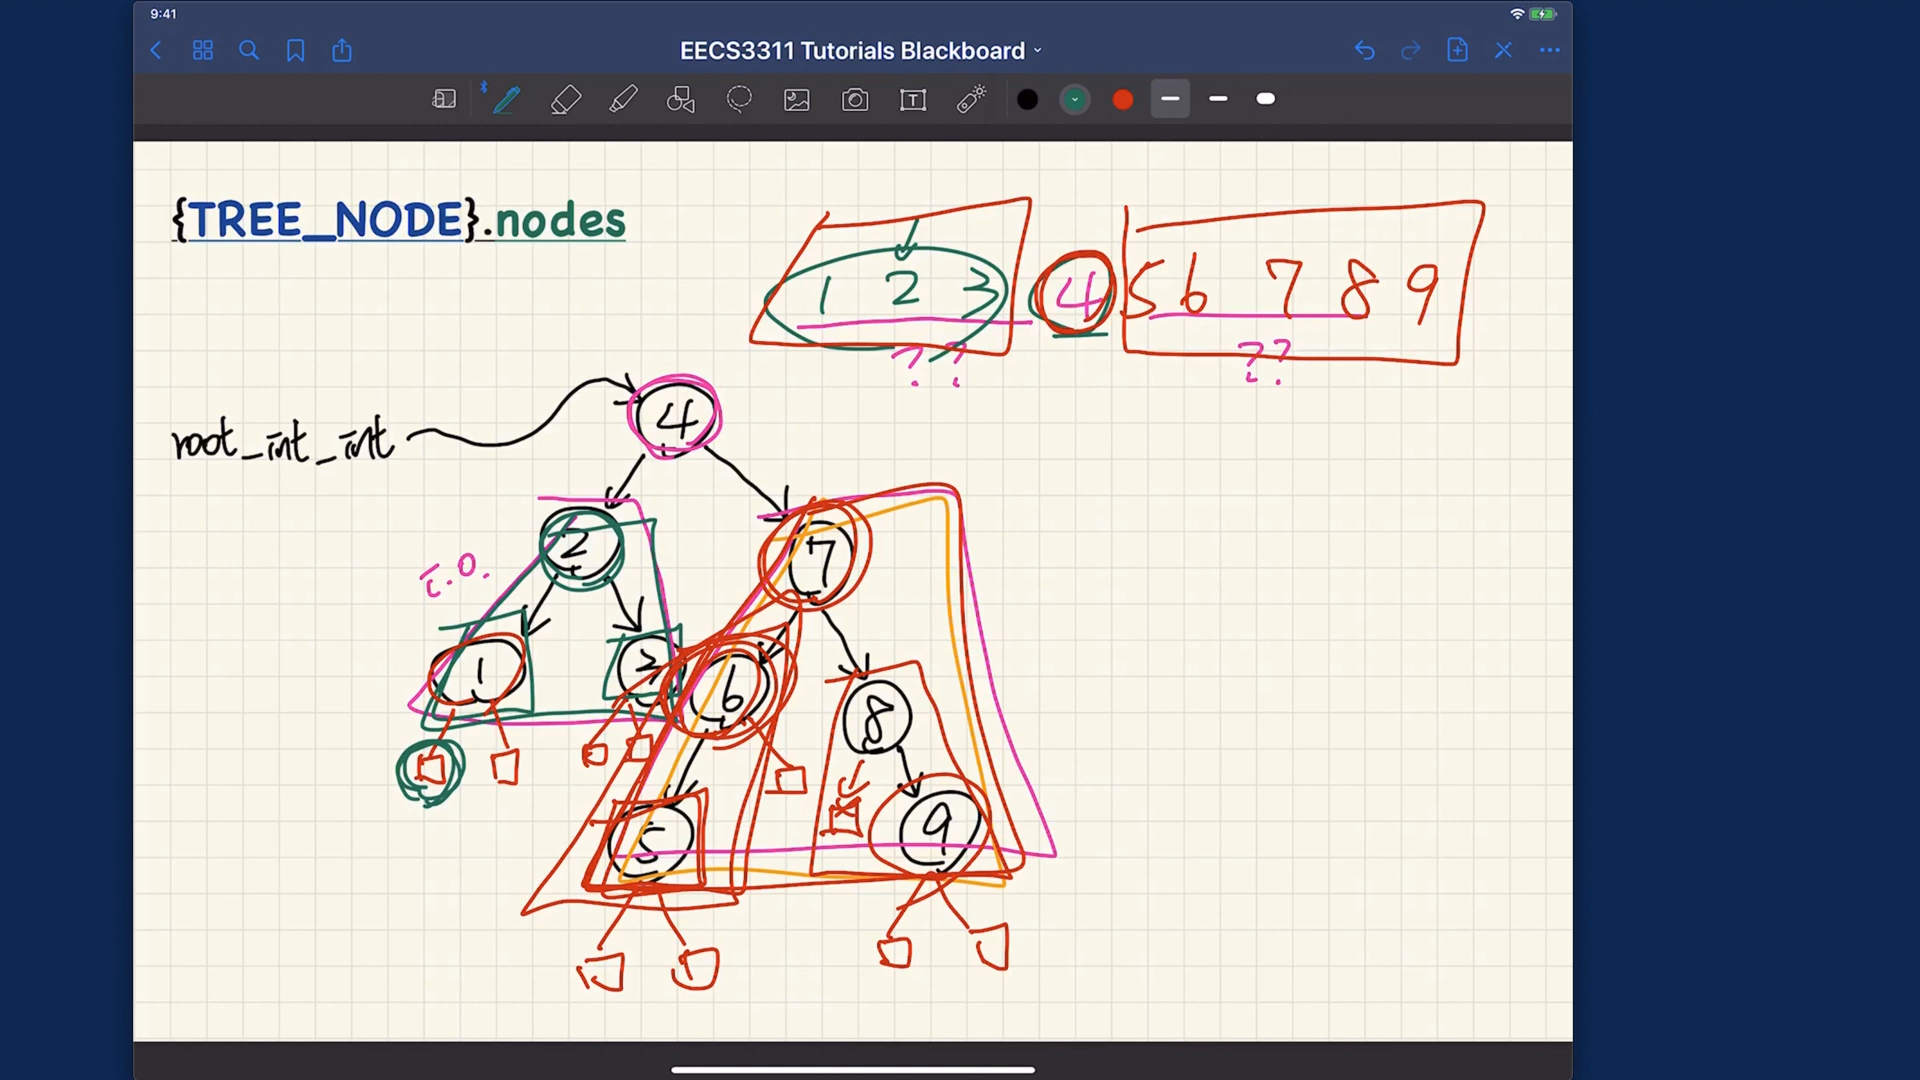 9:41
EECS3311 Tutorials Blackboard
T
{TREE_NODE}.nodes
1 2 3 4 5 6 7 8 9
?? ??
root_int_int
4
2
7
i.o.
1
3
6
8
5
9